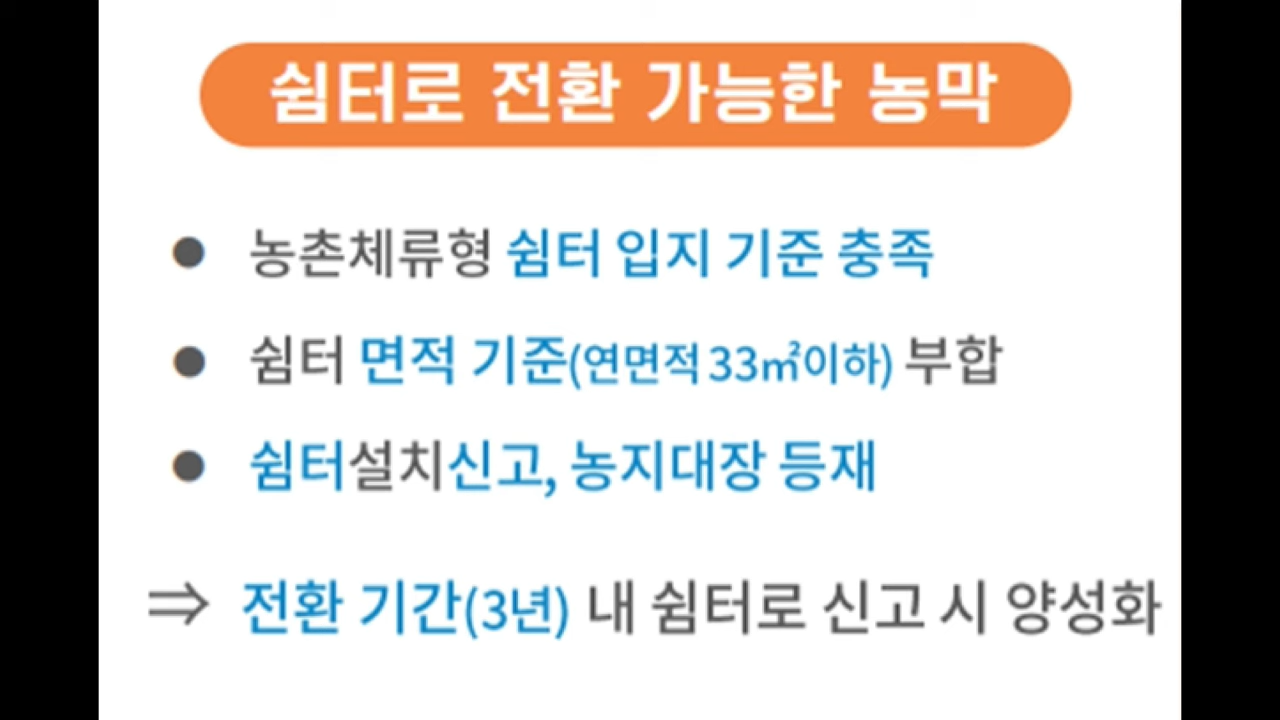 쉼터로 전환 가능한 농막
● 농촌체류형 쉼터 입지 기준 충족
● 쉼터 면적 기준(연면적 33㎡이하) 부합
● 쉼터설치신고, 농지대장 등재
⇒ 전환 기간(3년) 내 쉼터로 신고 시 양성화